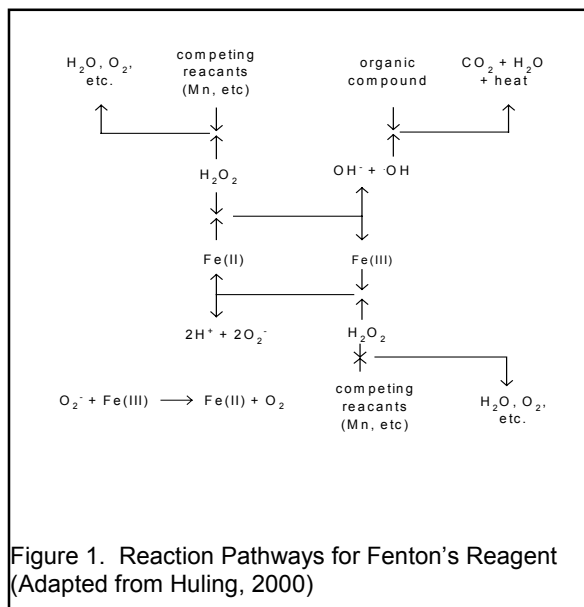 H₂O, O₂,
etc.
competing
reacants
(Mn, etc)
organic
compound
CO₂ + H₂O
+ heat
H₂O₂
OH⁻ + ·OH
Fe(II)
Fe(III)
2H⁺ + 2O₂⁻
H₂O₂
O₂⁻ + Fe(III) → Fe(II) + O₂
competing
reacants
(Mn, etc)
H₂O, O₂,
etc.
Figure 1. Reaction Pathways for Fenton's Reagent
(Adapted from Huling, 2000)